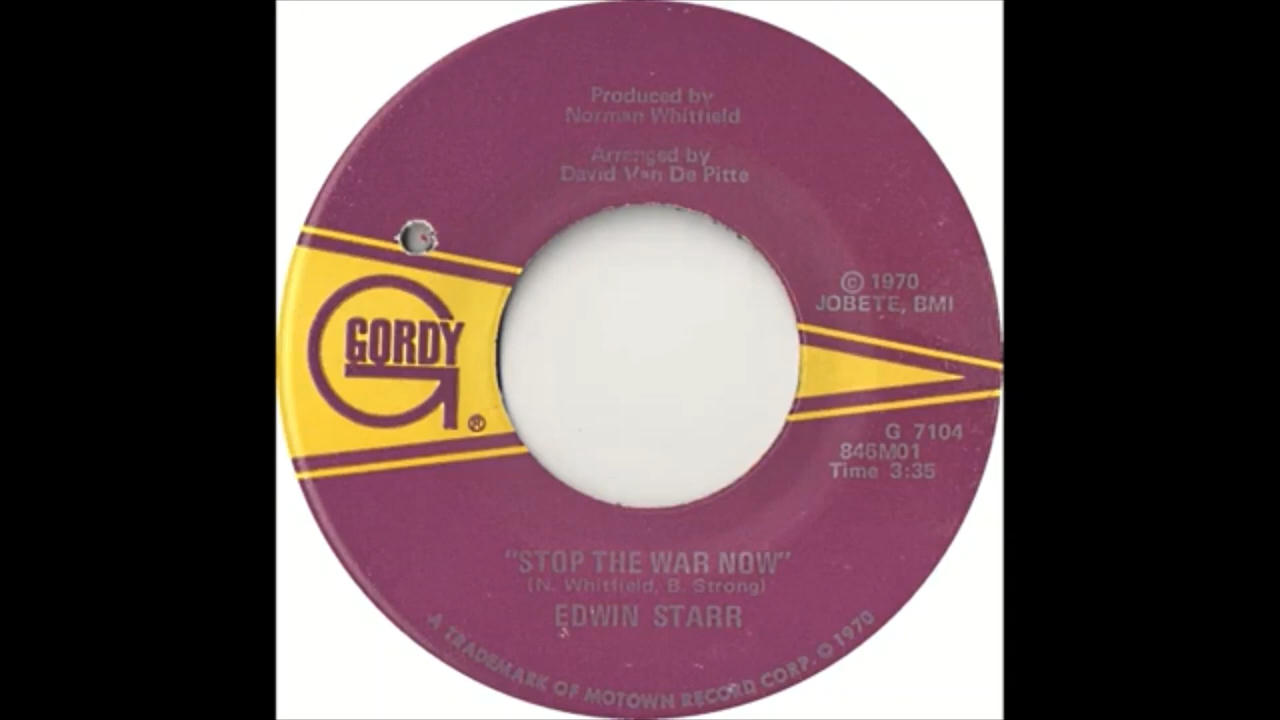 Produced by
Norman Whitfield
Arranged by
David Van De Pitte
GORDY
®
© 1970
JOBETE, BMI
G 7104
846M01
Time 3:35
"STOP THE WAR NOW"
(N. Whitfield, B. Strong)
EDWIN STARR
A TRADEMARK OF MOTOWN RECORD CORP. © 1970